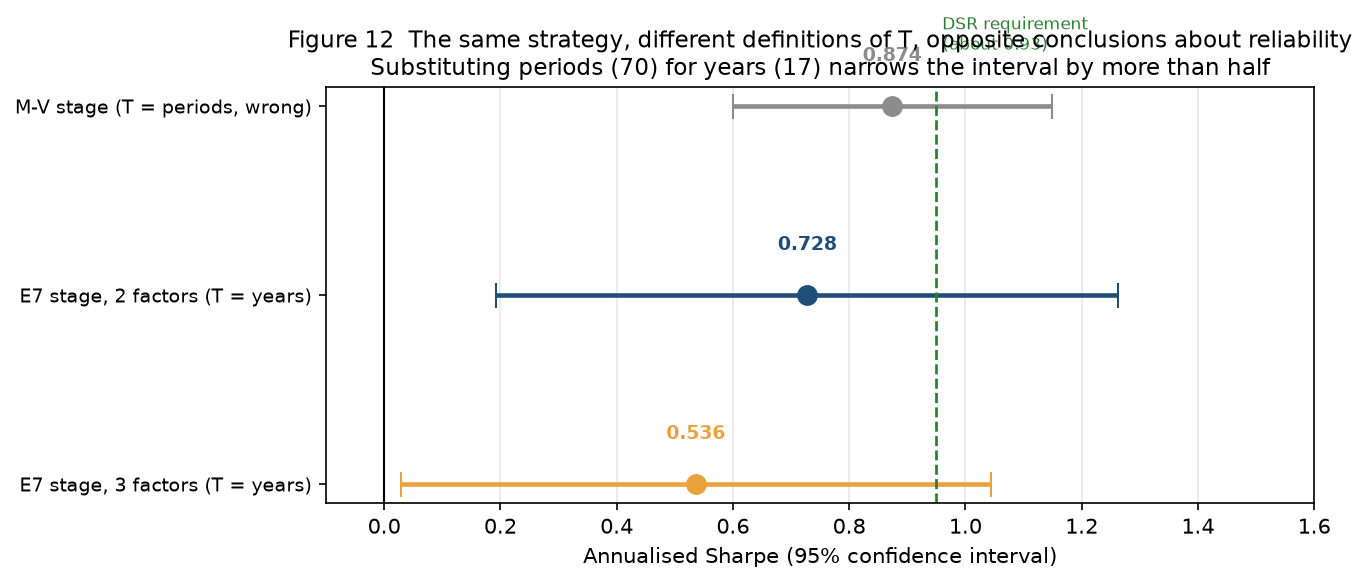 DSR requirement
Figure 12  The same strategy, different definitions of T, opposite conclusions about reliability
0.874
Substituting periods (70) for years (17) narrows the interval by more than half
M-V stage (T = periods, wrong)
0.728
E7 stage, 2 factors (T = years)
0.536
E7 stage, 3 factors (T = years)
0.0 0.2 0.4 0.6 0.8 1.0 1.2 1.4 1.6
Annualised Sharpe (95% confidence interval)